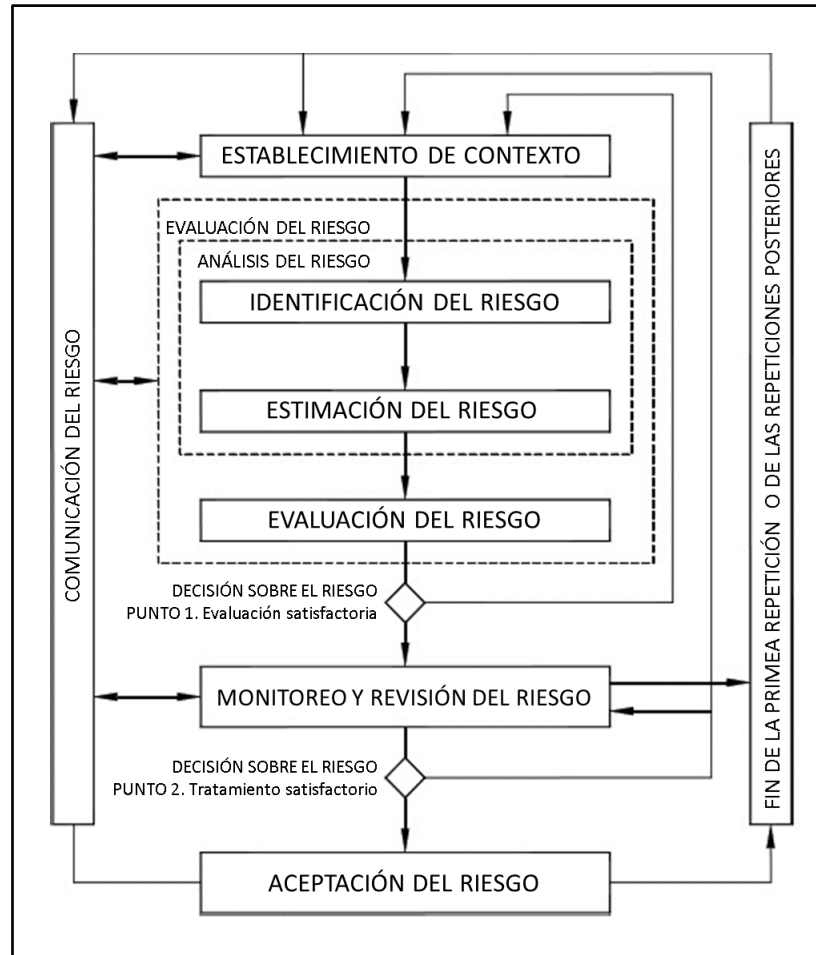 ESTABLECIMIENTO DE CONTEXTO
EVALUACIÓN DEL RIESGO
ANÁLISIS DEL RIESGO
IDENTIFICACIÓN DEL RIESGO
ESTIMACIÓN DEL RIESGO
EVALUACIÓN DEL RIESGO
DECISIÓN SOBRE EL RIESGO
PUNTO 1. Evaluación satisfactoria
MONITOREO Y REVISIÓN DEL RIESGO
DECISIÓN SOBRE EL RIESGO
PUNTO 2. Tratamiento satisfactorio
ACEPTACIÓN DEL RIESGO
COMUNICACIÓN DEL RIESGO
FIN DE LA PRIMEA REPETICIÓN O DE LAS REPETICIONES POSTERIORES